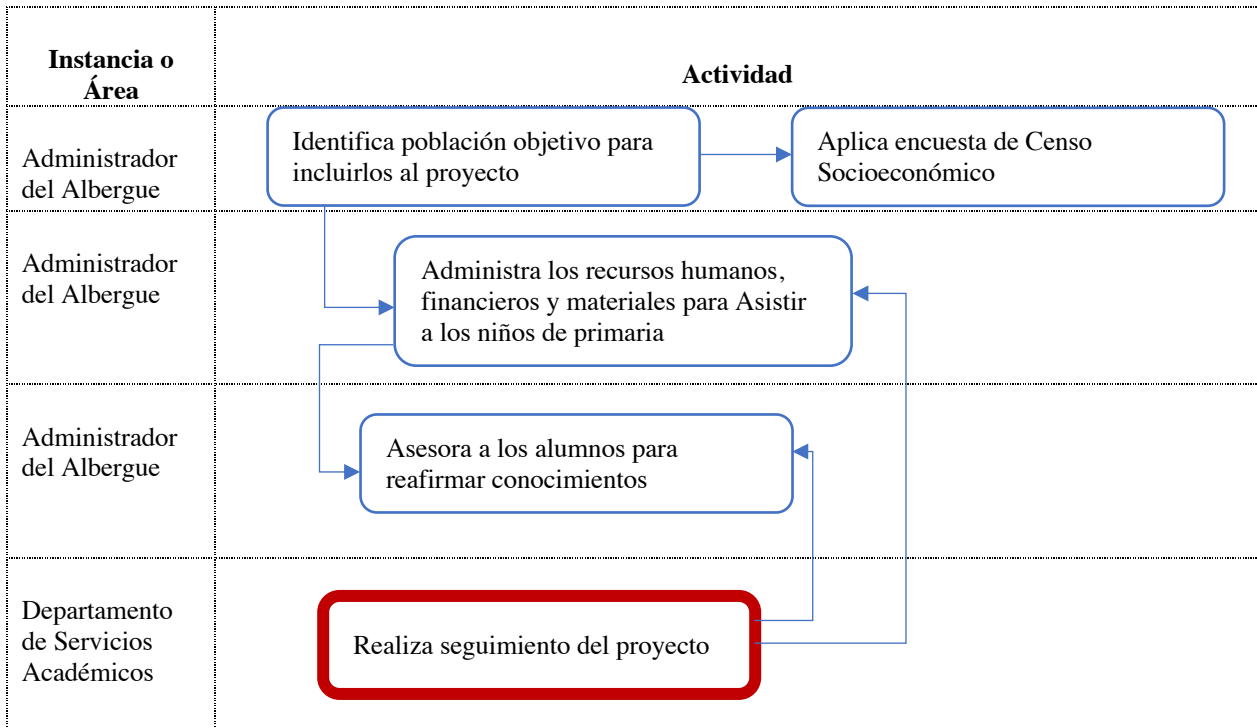 Instancia o
Área
Actividad
Administrador
del Albergue
Identifica población objetivo para
incluirlos al proyecto
Aplica encuesta de Censo
Socioeconómico
Administrador
del Albergue
Administra los recursos humanos,
financieros y materiales para Asistir
a los niños de primaria
Administrador
del Albergue
Asesora a los alumnos para
reafirmar conocimientos
Departamento
de Servicios
Académicos
Realiza seguimiento del proyecto